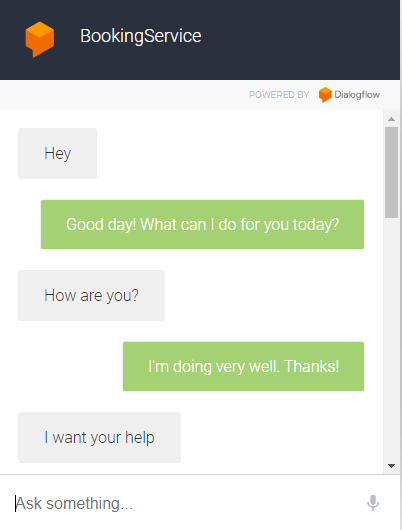 BookingService
POWERED BY Dialogflow
Hey
Good day! What can I do for you today?
How are you?
I'm doing very well. Thanks!
I want your help
Ask something...